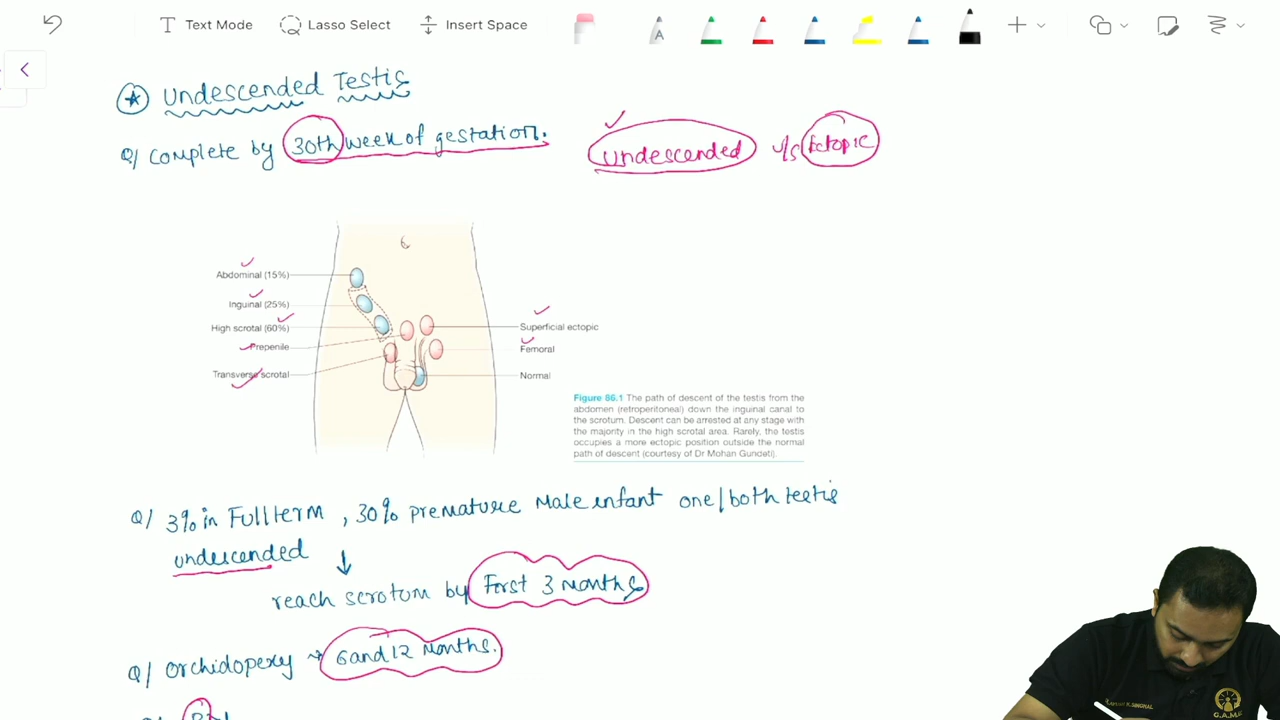 Text Mode Lasso Select Insert Space
A
Undescended Testis
Q/ Complete by 30th week of gestation.
undescended v/s Ectopic
Abdominal (15%)
Inguinal (25%)
High scrotal (60%)
Prepenile
Transverse scrotal
Superficial ectopic
Femoral
Normal
Figure 86.1 The path of descent of the testis from the
abdomen (retroperitoneal) down the inguinal canal to
the scrotum. Descent can be arrested at any stage with
the majority in the high scrotal area. Rarely, the testis
occupies a more ectopic position outside the normal
path of descent (courtesy of Dr Mohan Gundeti).
Q/ 3% in Full term, 30% premature Male infant one/both testis
undescended
reach scrotum by First 3 months
Q/ Orchidopexy → 6 and 12 Months.
K. SINGHAL